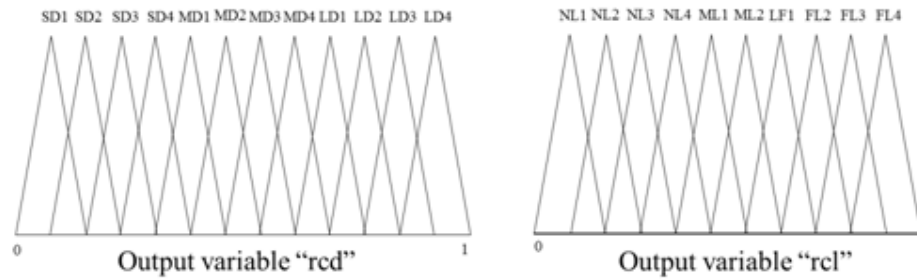 SD1 SD2 SD3 SD4 MD1 MD2 MD3 MD4 LD1 LD2 LD3 LD4
0 1
Output variable “rcd”
NL1 NL2 NL3 NL4 ML1 ML2 LF1 FL2 FL3 FL4
0
Output variable “rcl”